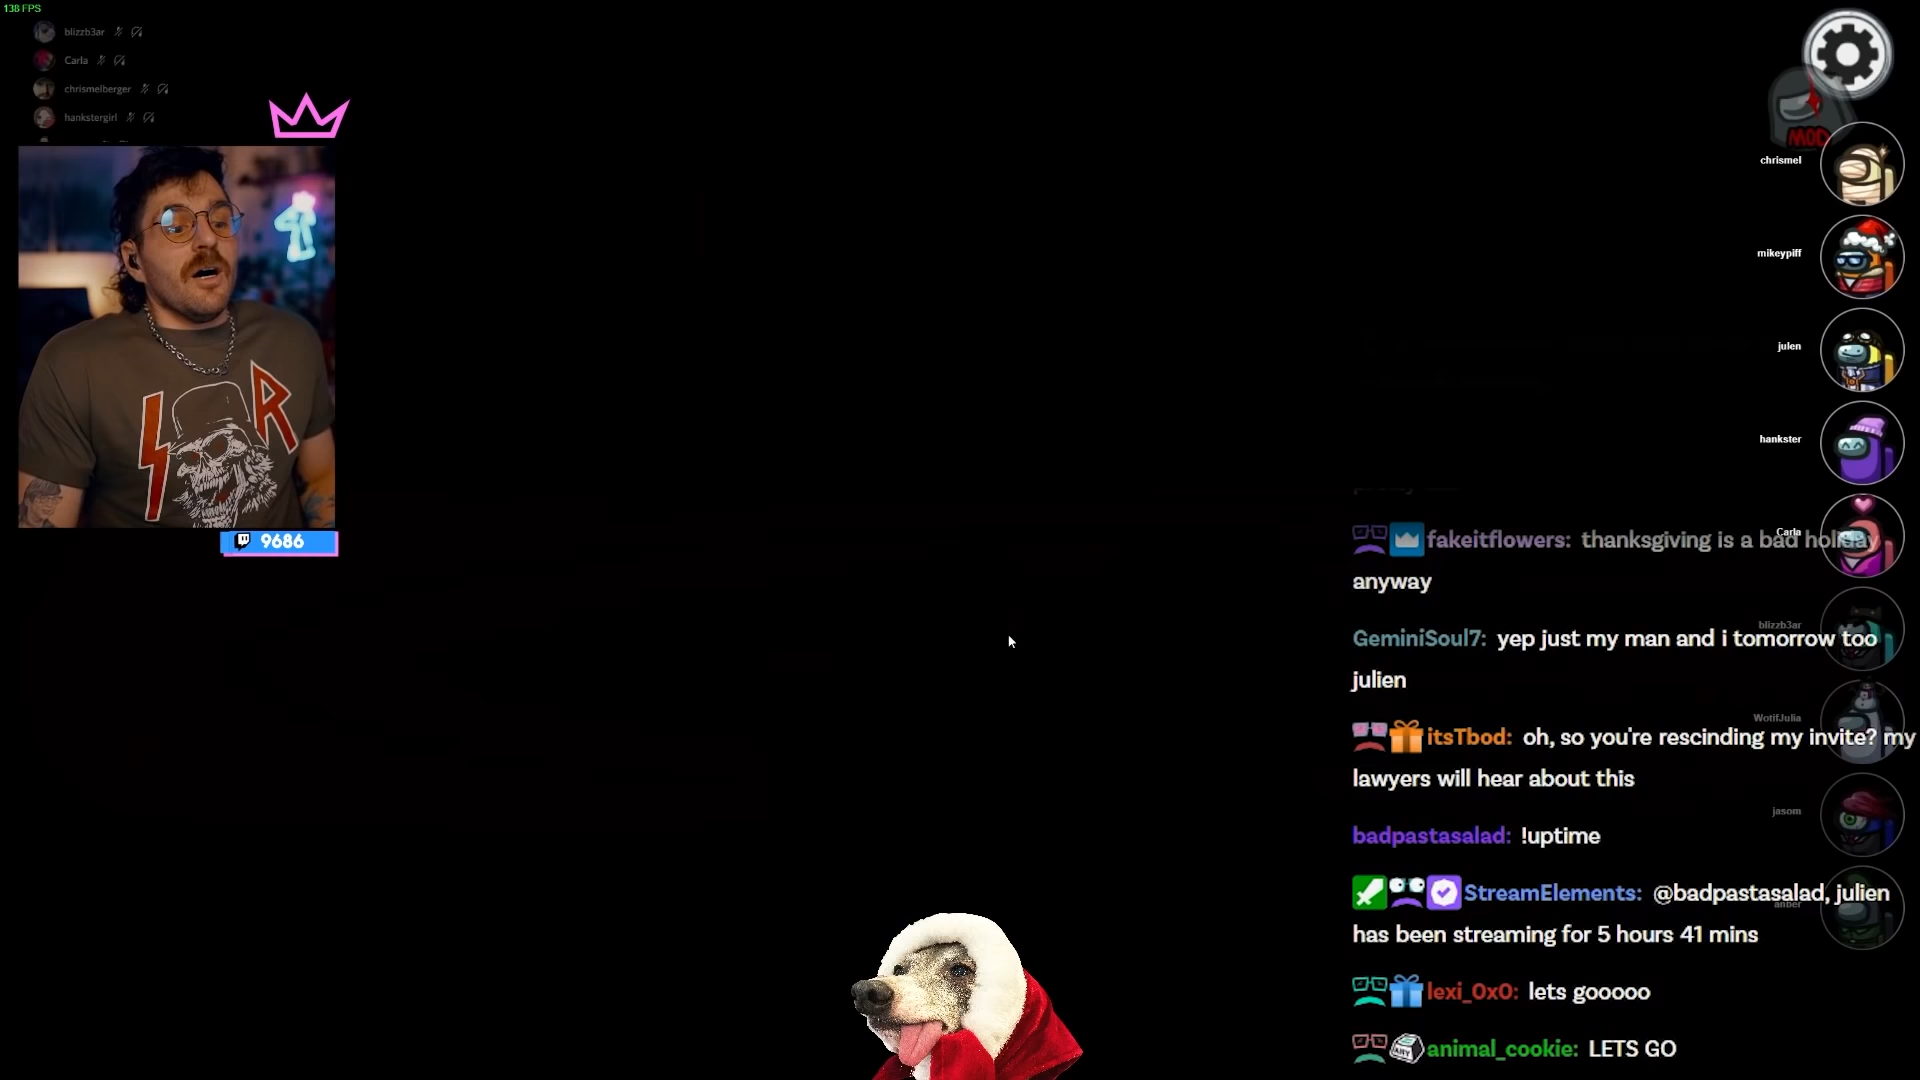 138 FPS
blizzb3ar
Carla
chrismelberger
hankstergirl
9686
MOD
chrismel
mikeypiff
julen
hankster
Carla
blizzb3ar
WotifJulia
jasom
anber
fakeitflowers: thanksgiving is a bad holiday
anyway
GeminiSoul7: yep just my man and i tomorrow too
julien
itsTbod: oh, so you're rescinding my invite? my
lawyers will hear about this
badpastasalad: !uptime
StreamElements: @badpastasalad, julien
has been streaming for 5 hours 41 mins
lexi_0x0: lets gooooo
ANY
animal_cookie: LETS GO